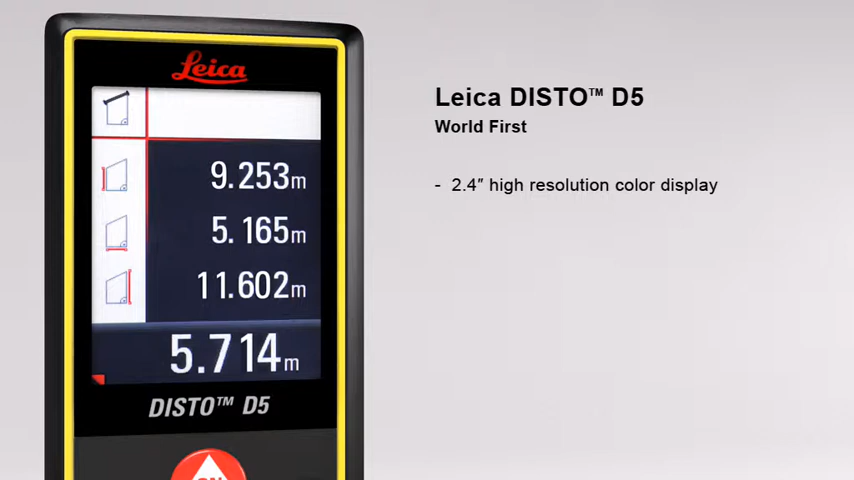 Leica
9.253m
5.165m
11.602m
5.714m
DISTO™ D5
ON
Leica DISTO™ D5
World First
- 2.4" high resolution color display